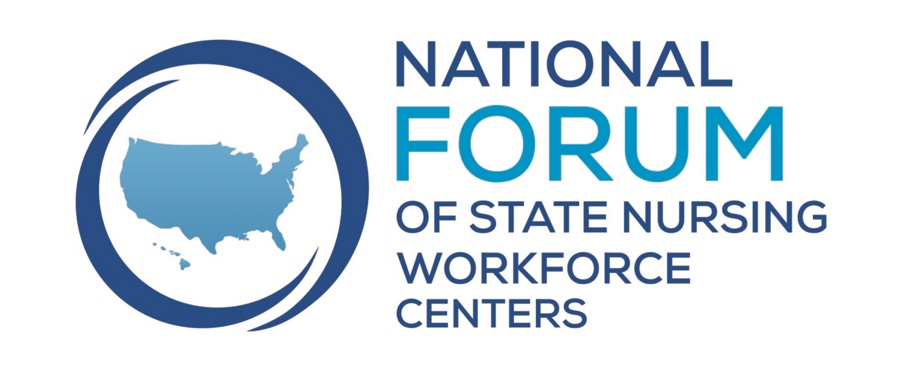 NATIONAL
FORUM
OF STATE NURSING
WORKFORCE
CENTERS